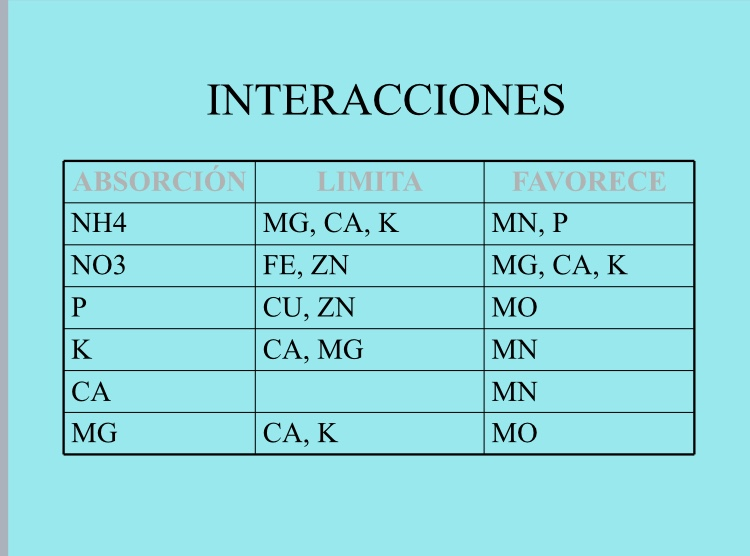 INTERACCIONES
ABSORCIÓN LIMITA FAVORECE
NH4 MG, CA, K MN, P
NO3 FE, ZN MG, CA, K
P CU, ZN MO
K CA, MG MN
CA MN
MG CA, K MO